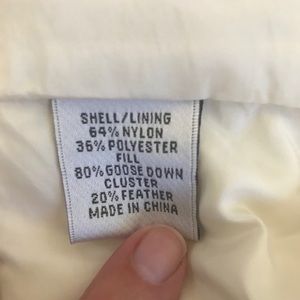 SHELL/LINING
64% NYLON
36% POLYESTER
FILL
80% GOOSE DOWN
CLUSTER
20% FEATHER
MADE IN CHINA